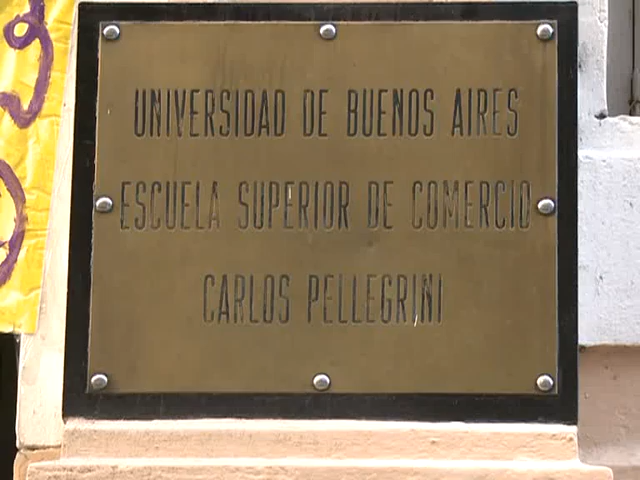 UNIVERSIDAD DE BUENOS AIRES
ESCUELA SUPERIOR DE COMERCIO
CARLOS PELLEGRINI